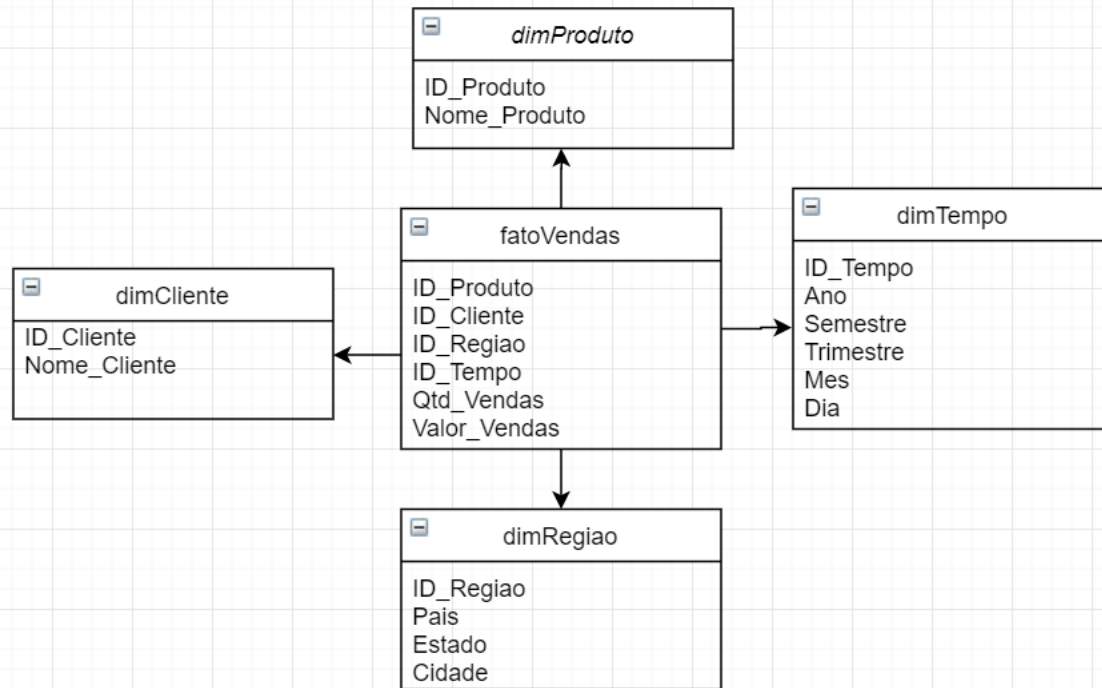 dimProduto
ID_Produto
Nome_Produto
fatoVendas
ID_Produto
ID_Cliente
ID_Regiao
ID_Tempo
Qtd_Vendas
Valor_Vendas
dimTempo
ID_Tempo
Ano
Semestre
Trimestre
Mes
Dia
dimCliente
ID_Cliente
Nome_Cliente
dimRegiao
ID_Regiao
Pais
Estado
Cidade